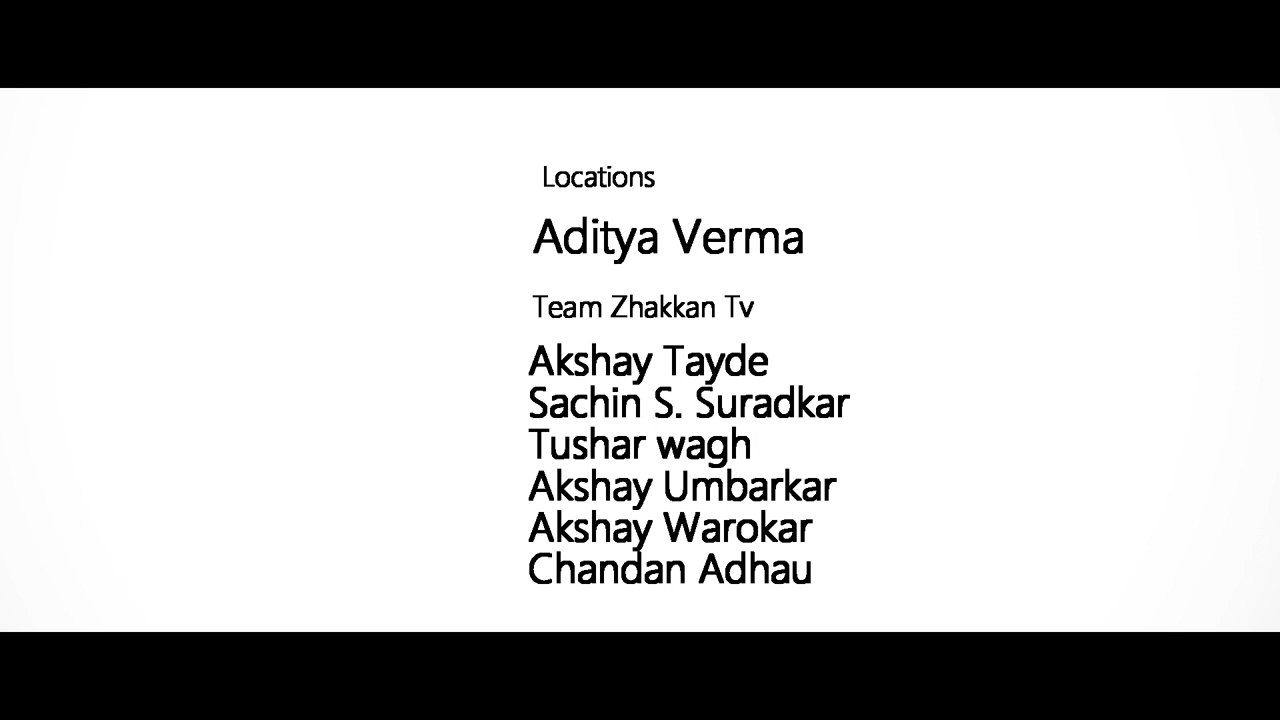 Locations
Aditya Verma
Team Zhakkan Tv
Akshay Tayde
Sachin S. Suradkar
Tushar wagh
Akshay Umbarkar
Akshay Warokar
Chandan Adhau